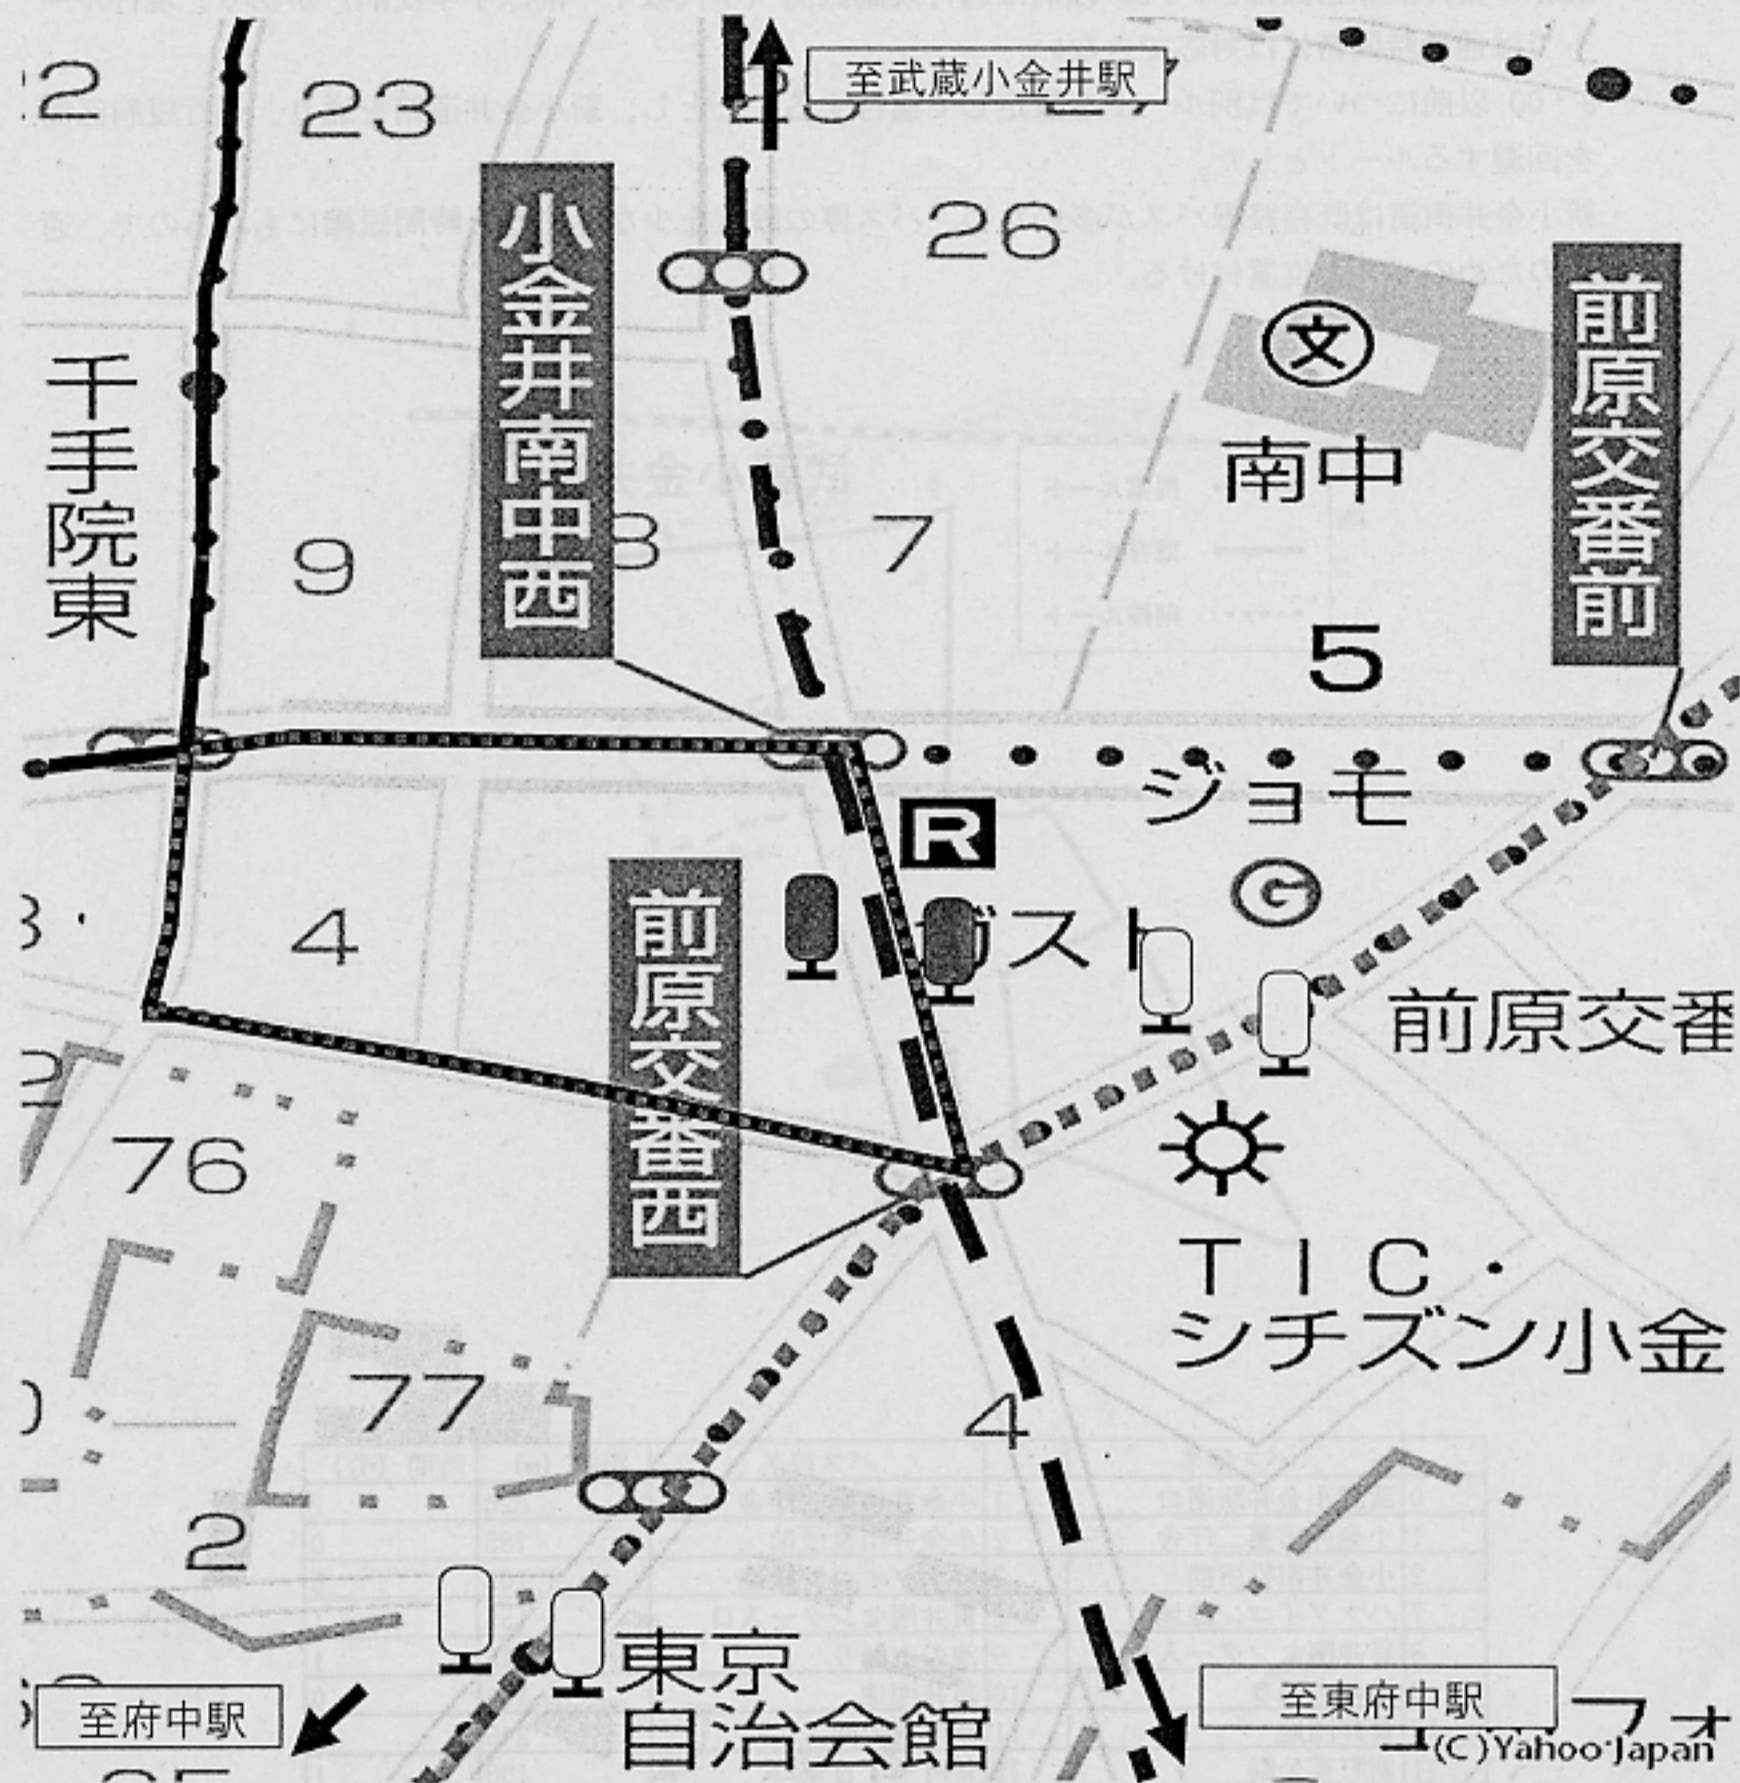 至武蔵小金井駅
23
26
小金井南中西
前原交番前
文
南中
千手院東
9
8
7
5
ジョモ
R
G
ガスト
前原交番
4
前原交番西
76
TIC・
シチズン小金
77
4
2
東京
自治会館
至府中駅
至東府中駅
フォ
(C)Yahoo Japan